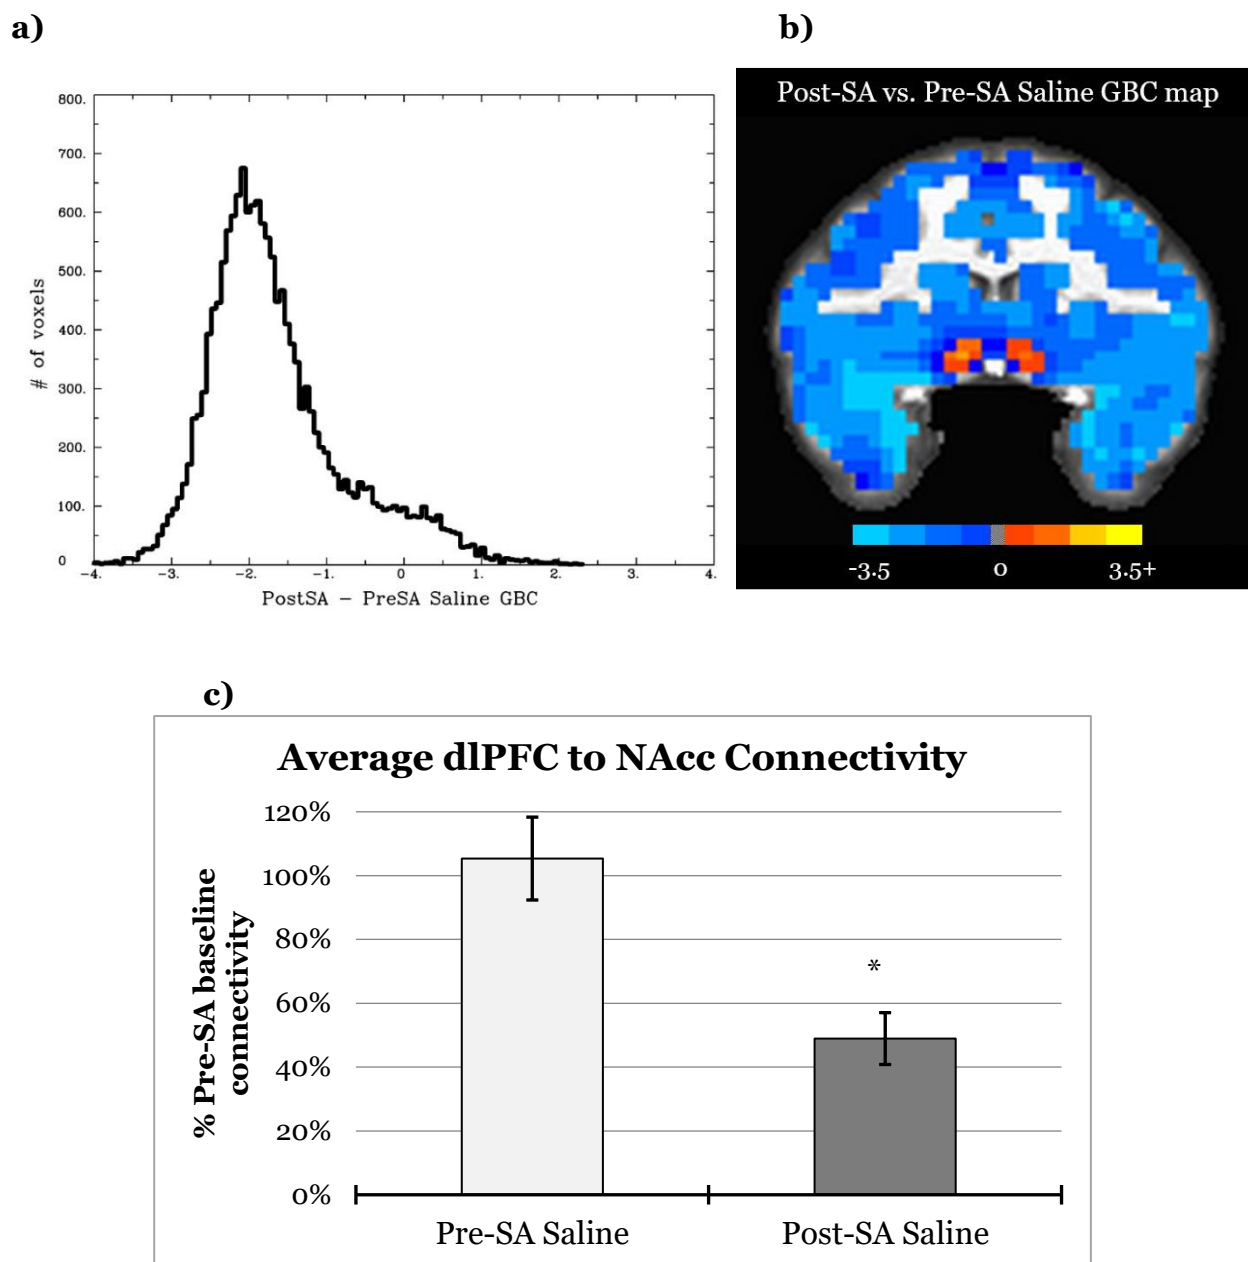 a)
b)
800.
700.
600.
500.
400.
300.
200.
100.
0
# of voxels
-4. -3. -2. -1. 0 1. 2. 3. 4.
PostSA - PreSA Saline GBC
Post-SA vs. Pre-SA Saline GBC map
-3.5 0 3.5+
c)
Average dlPFC to NAcc Connectivity
% Pre-SA baseline
connectivity
120%
100%
80%
60%
40%
20%
0%
*
Pre-SA Saline Post-SA Saline